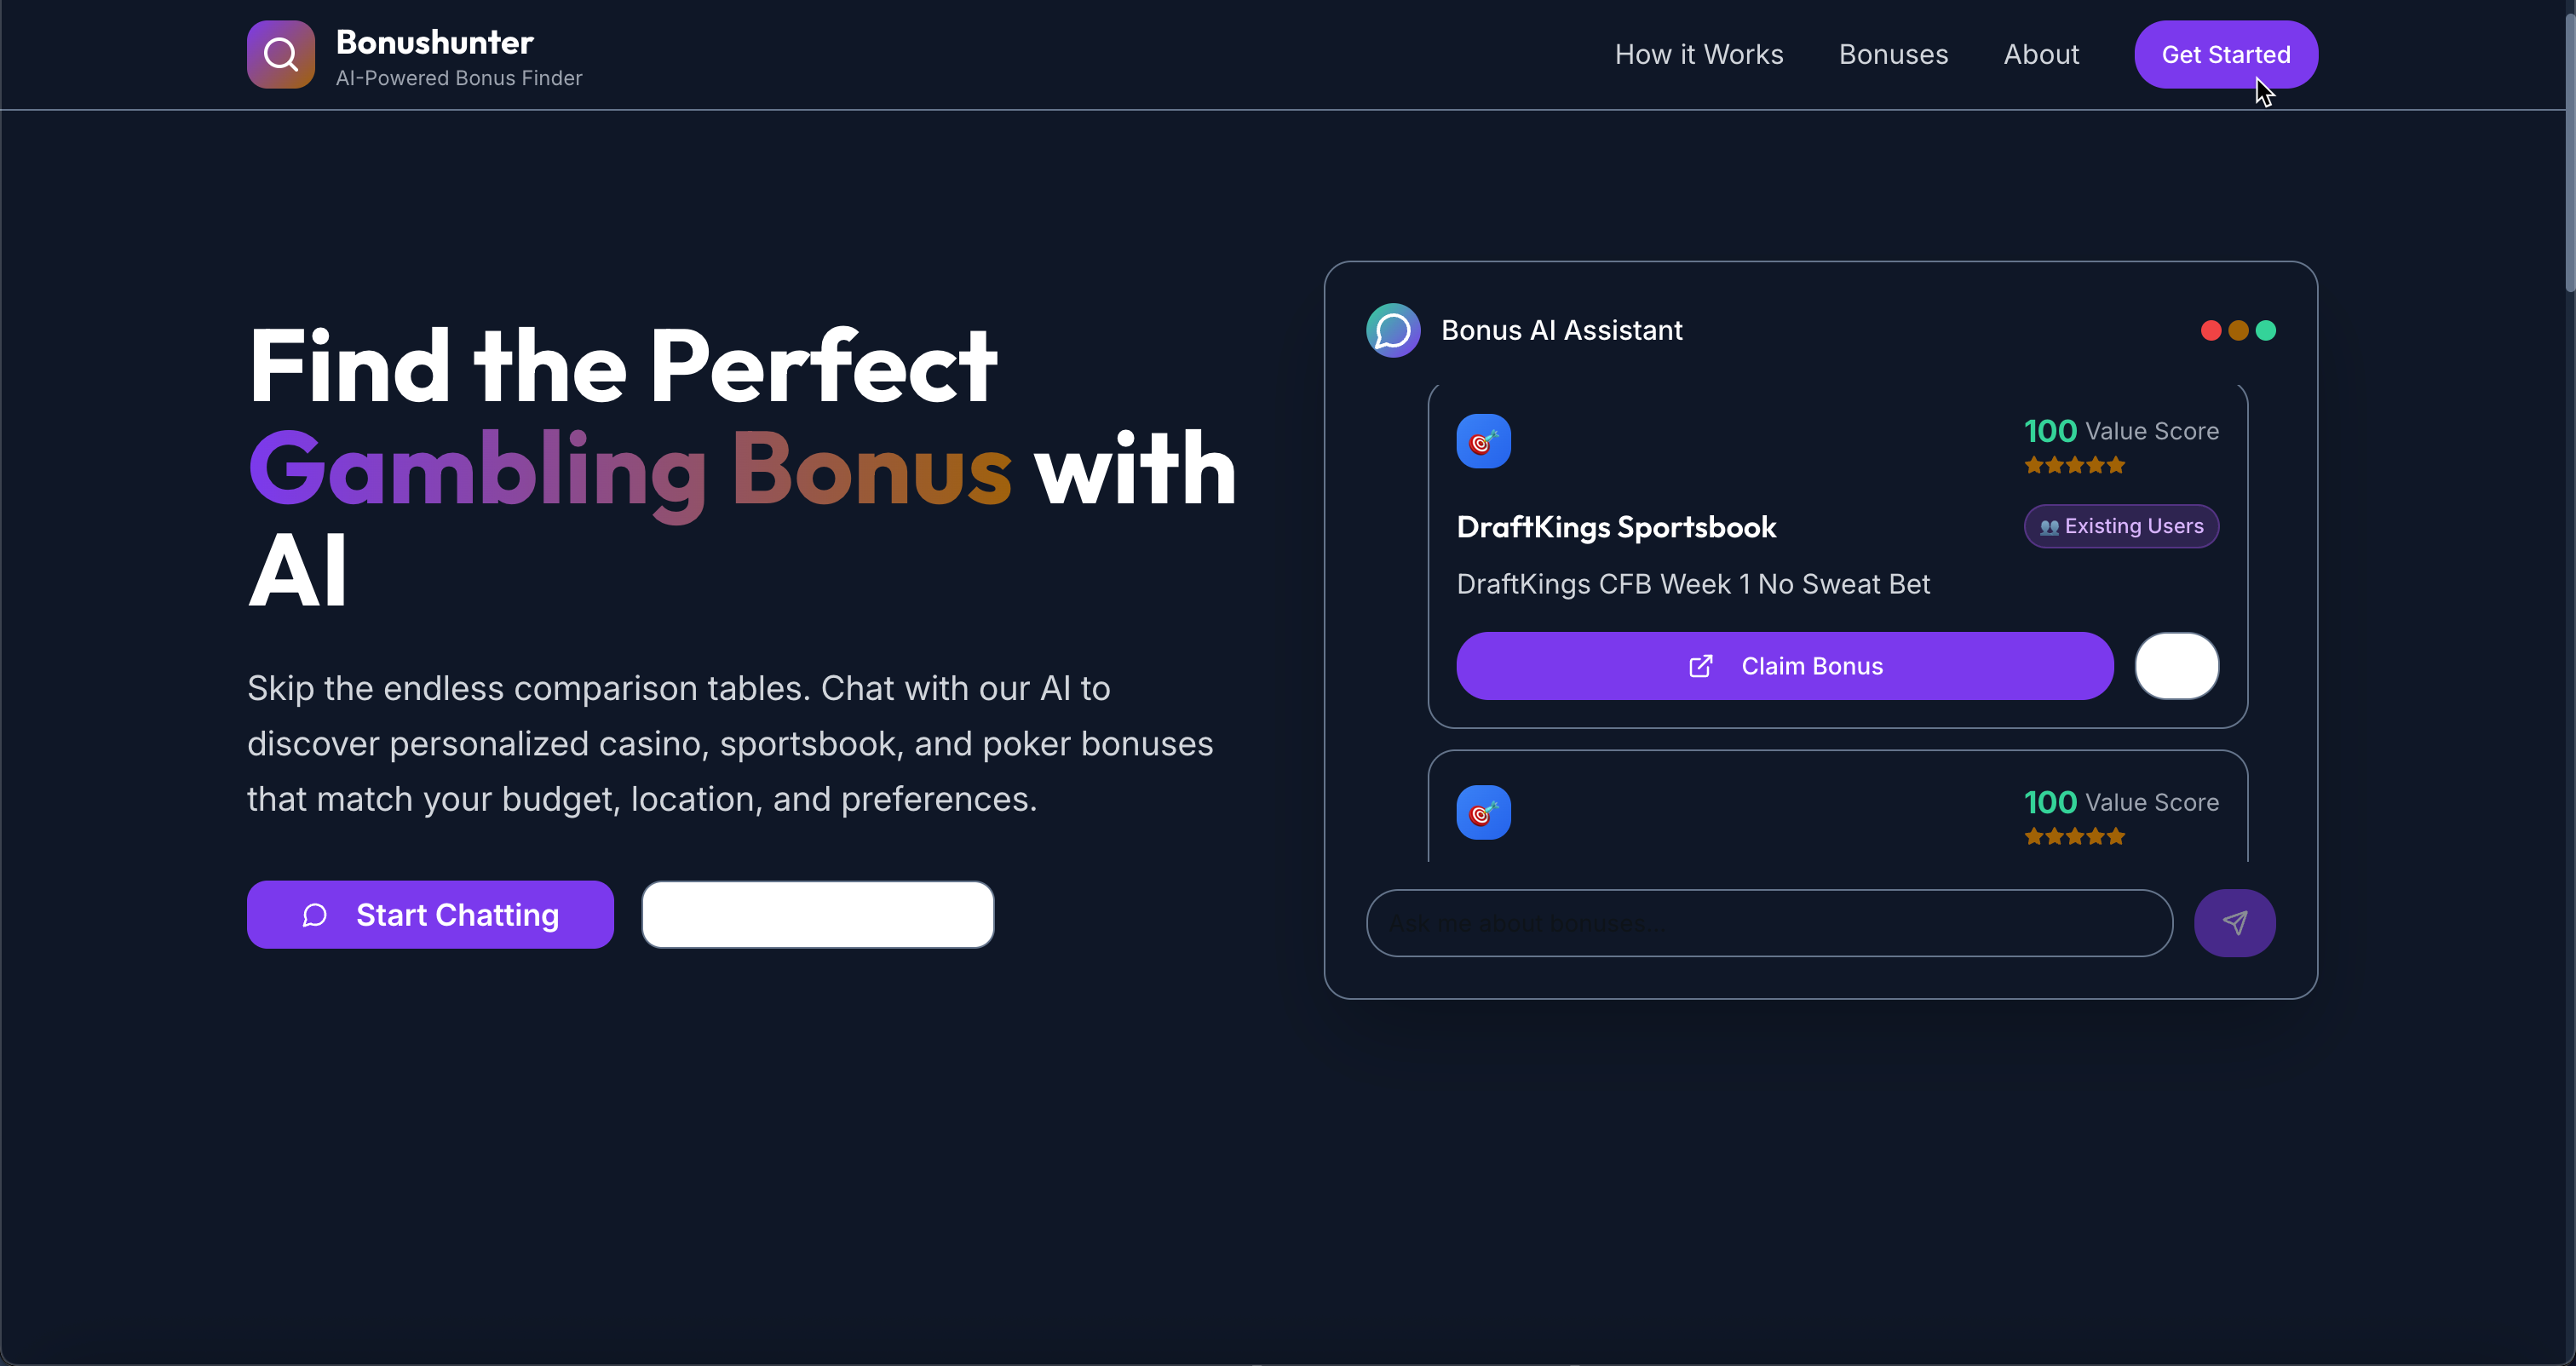 Bonushunter
AI-Powered Bonus Finder
How it Works
Bonuses
About
Get Started
Find the Perfect
Gambling Bonus with
AI
Skip the endless comparison tables. Chat with our AI to
discover personalized casino, sportsbook, and poker bonuses
that match your budget, location, and preferences.
Start Chatting
Bonus AI Assistant
100 Value Score
DraftKings Sportsbook
👥 Existing Users
DraftKings CFB Week 1 No Sweat Bet
Claim Bonus
100 Value Score
Ask me about bonuses...